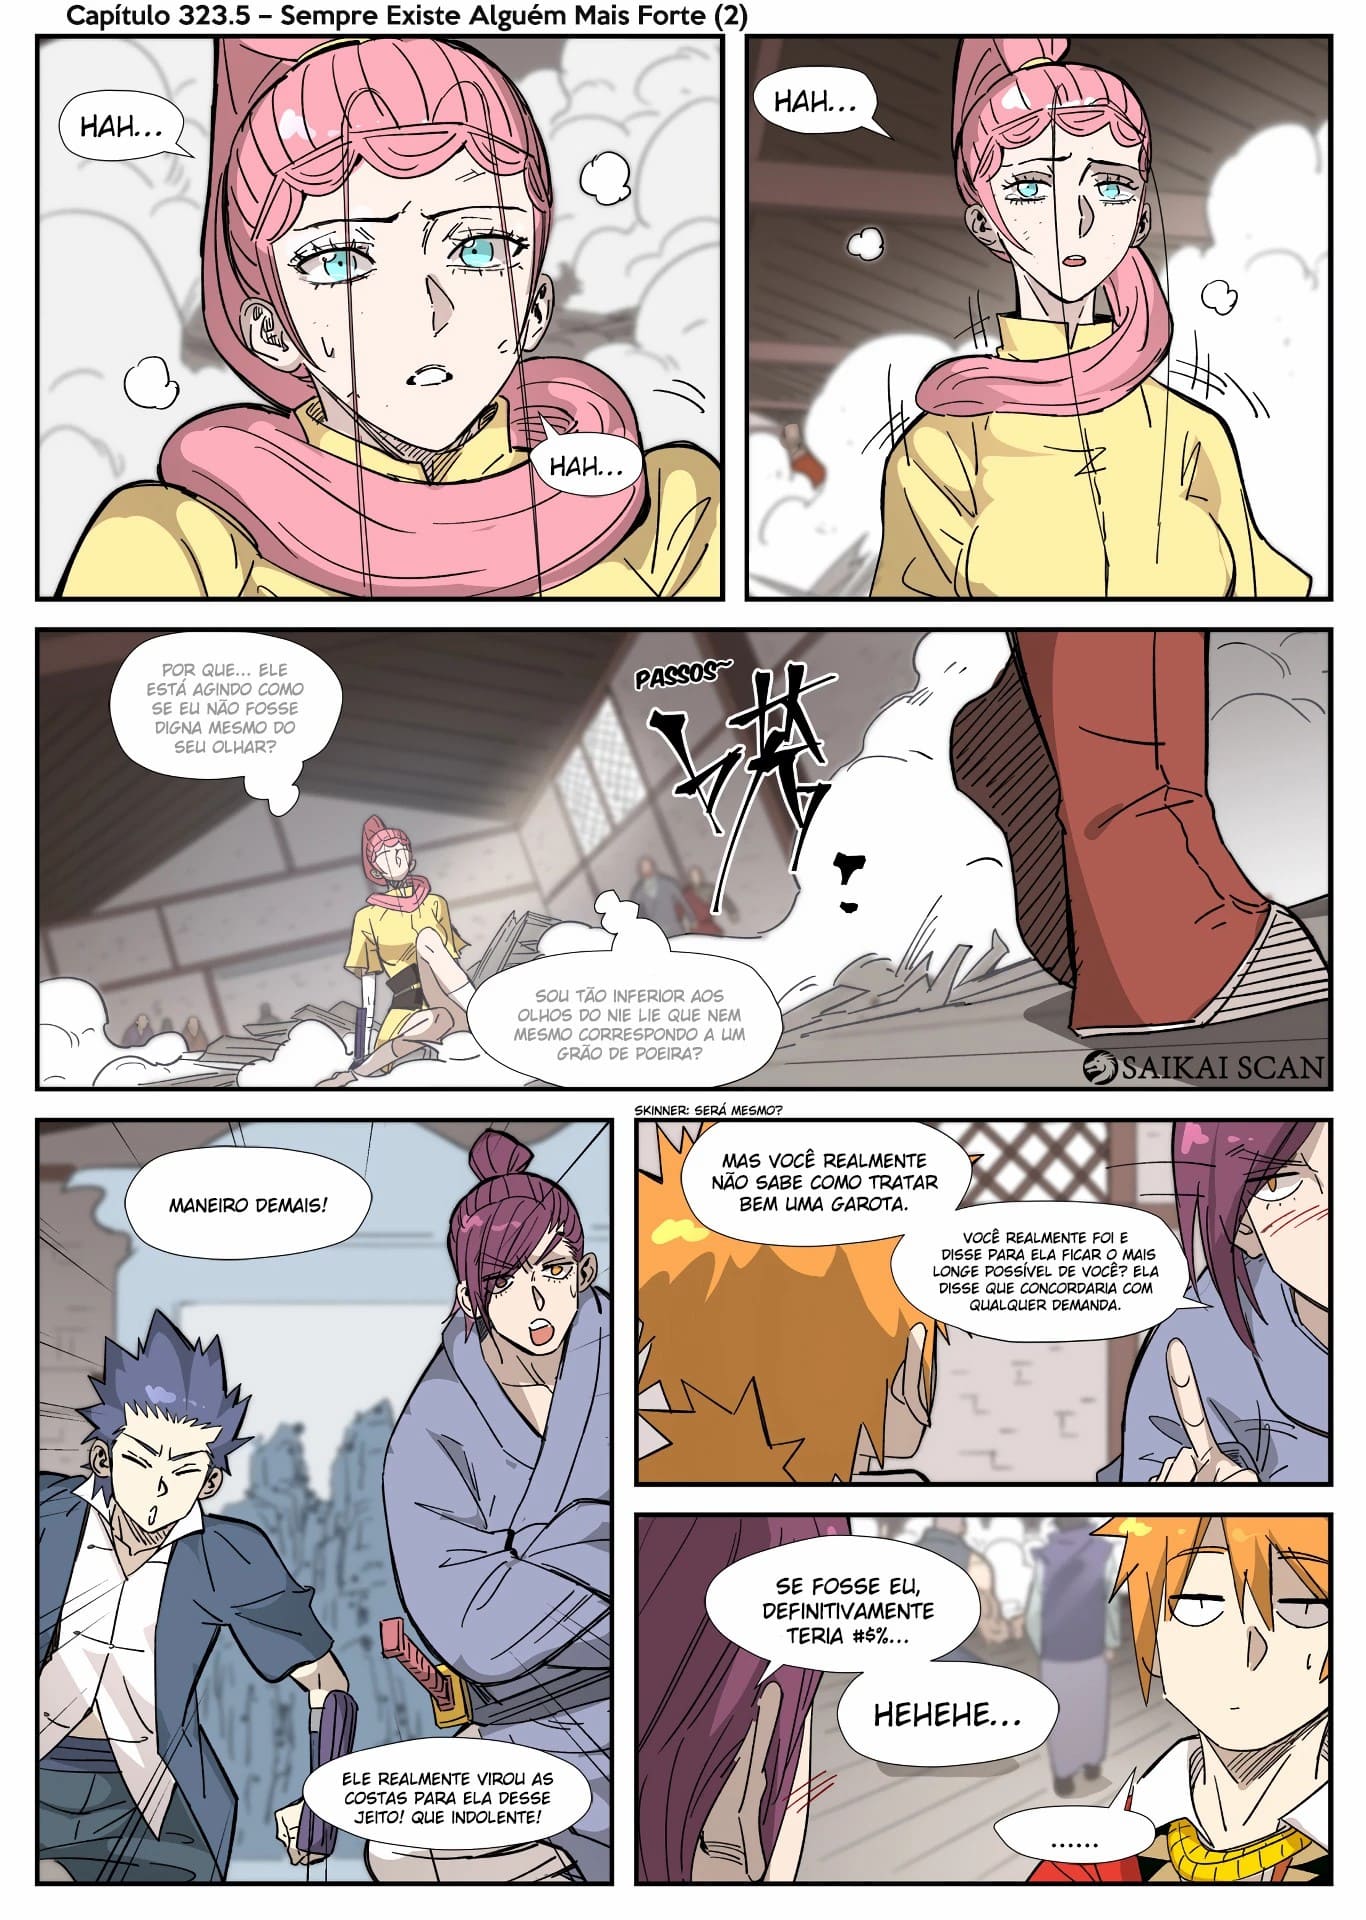 Capítulo 323.5 – Sempre Existe Alguém Mais Forte (2)
HAH...
HAH...
HAH...
POR QUE... ELE
ESTÁ AGINDO COMO
SE EU NÃO FOSSE
DIGNA MESMO DO
SEU OLHAR?
PASSOS~
SOU TÃO INFERIOR AOS
OLHOS DO NIE LIE QUE NEM
MESMO CORRESPONDO A UM
GRÃO DE POEIRA?
SAIKAI SCAN
SKINNER: SERÁ MESMO?
MANEIRO DEMAIS!
ELE REALMENTE VIROU AS
COSTAS PARA ELA DESSE
JEITO! QUE INDOLENTE!
MAS VOCÊ REALMENTE
NÃO SABE COMO TRATAR
BEM UMA GAROTA.
VOCÊ REALMENTE FOI E
DISSE PARA ELA FICAR O MAIS
LONGE POSSÍVEL DE VOCÊ? ELA
DISSE QUE CONCORDARIA COM
QUALQUER DEMANDA.
SE FOSSE EU,
DEFINITIVAMENTE
TERIA #$%...
HEHEHE...
......